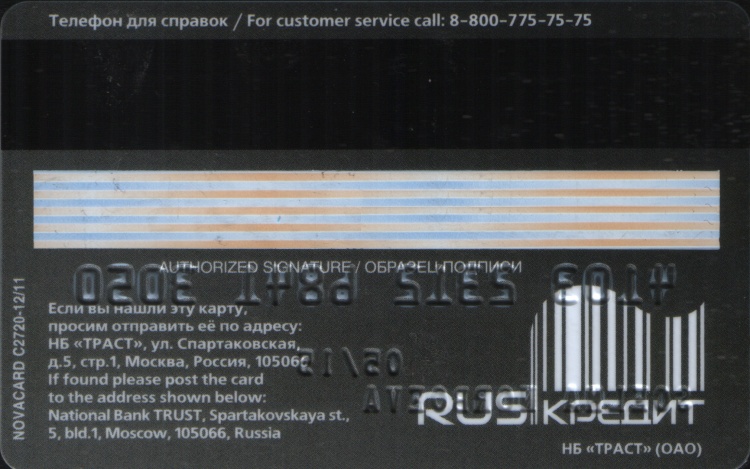 Телефон для справок / For customer service call: 8-800-775-75-75
AUTHORIZED SIGNATURE / ОБРАЗЕЦ ПОДПИСИ
Если вы нашли эту карту,
просим отправить её по адресу:
НБ «ТРАСТ», ул. Спартаковская,
д.5, стр.1, Москва, Россия, 105066
If found please post the card
to the address shown below:
National Bank TRUST, Spartakovskaya st.,
5, bld.1, Moscow, 105066, Russia
NOVACARD C2720-12/11
RUSКРЕДИТ
НБ «ТРАСТ» (ОАО)